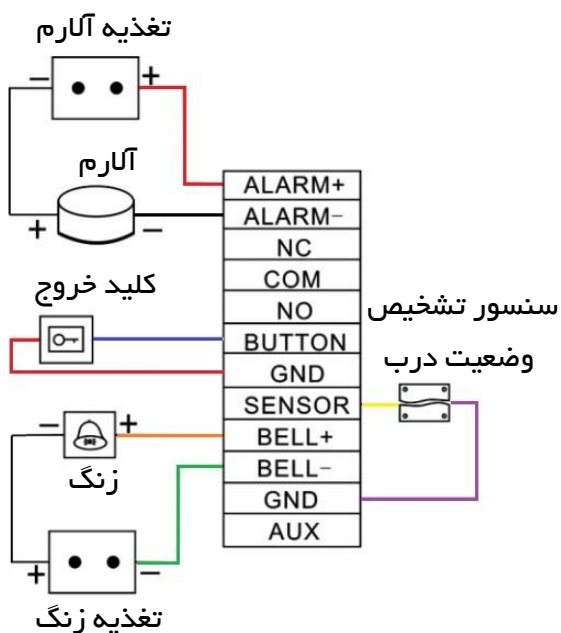 تغذیه آلارم
− +
آلارم
+ −
ALARM+
ALARM−
NC
COM
NO
BUTTON
GND
SENSOR
BELL+
BELL−
GND
AUX
کلید خروج
سنسور تشخیص
وضعیت درب
− +
زنگ
+ −
تغذیه زنگ